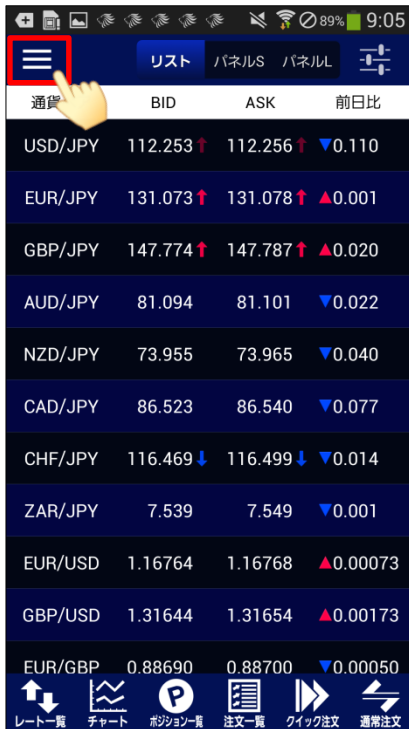 89% 9:05
リスト パネルS パネルL
通貨 BID ASK 前日比
USD/JPY 112.253↑ 112.256↑ ▼0.110
EUR/JPY 131.073↑ 131.078↑ ▲0.001
GBP/JPY 147.774↑ 147.787↑ ▲0.020
AUD/JPY 81.094 81.101 ▼0.022
NZD/JPY 73.955 73.965 ▼0.040
CAD/JPY 86.523 86.540 ▼0.077
CHF/JPY 116.469↓ 116.499↓ ▼0.014
ZAR/JPY 7.539 7.549 ▼0.001
EUR/USD 1.16764 1.16768 ▲0.00073
GBP/USD 1.31644 1.31654 ▲0.00173
EUR/GBP 0.88690 0.88700 ▼0.00050
レート一覧 チャート ポジション一覧 注文一覧 クイック注文 通常注文